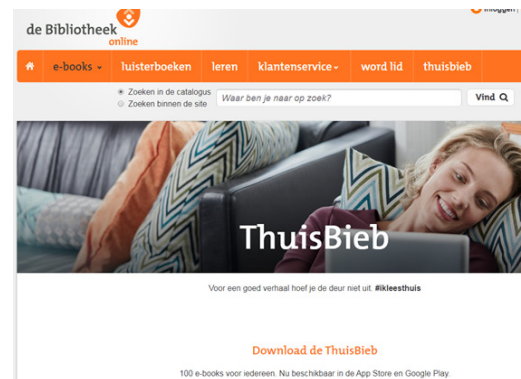 Inloggen
de Bibliotheek
online
e-books luisterboeken leren klantenservice word lid thuisbieb
Zoeken in de catalogus
Zoeken binnen de site
Waar ben je naar op zoek?
Vind
ThuisBieb
Voor een goed verhaal hoef je de deur niet uit. #ikleesthuis
Download de ThuisBieb
100 e-books voor iedereen. Nu beschikbaar in de App Store en Google Play.